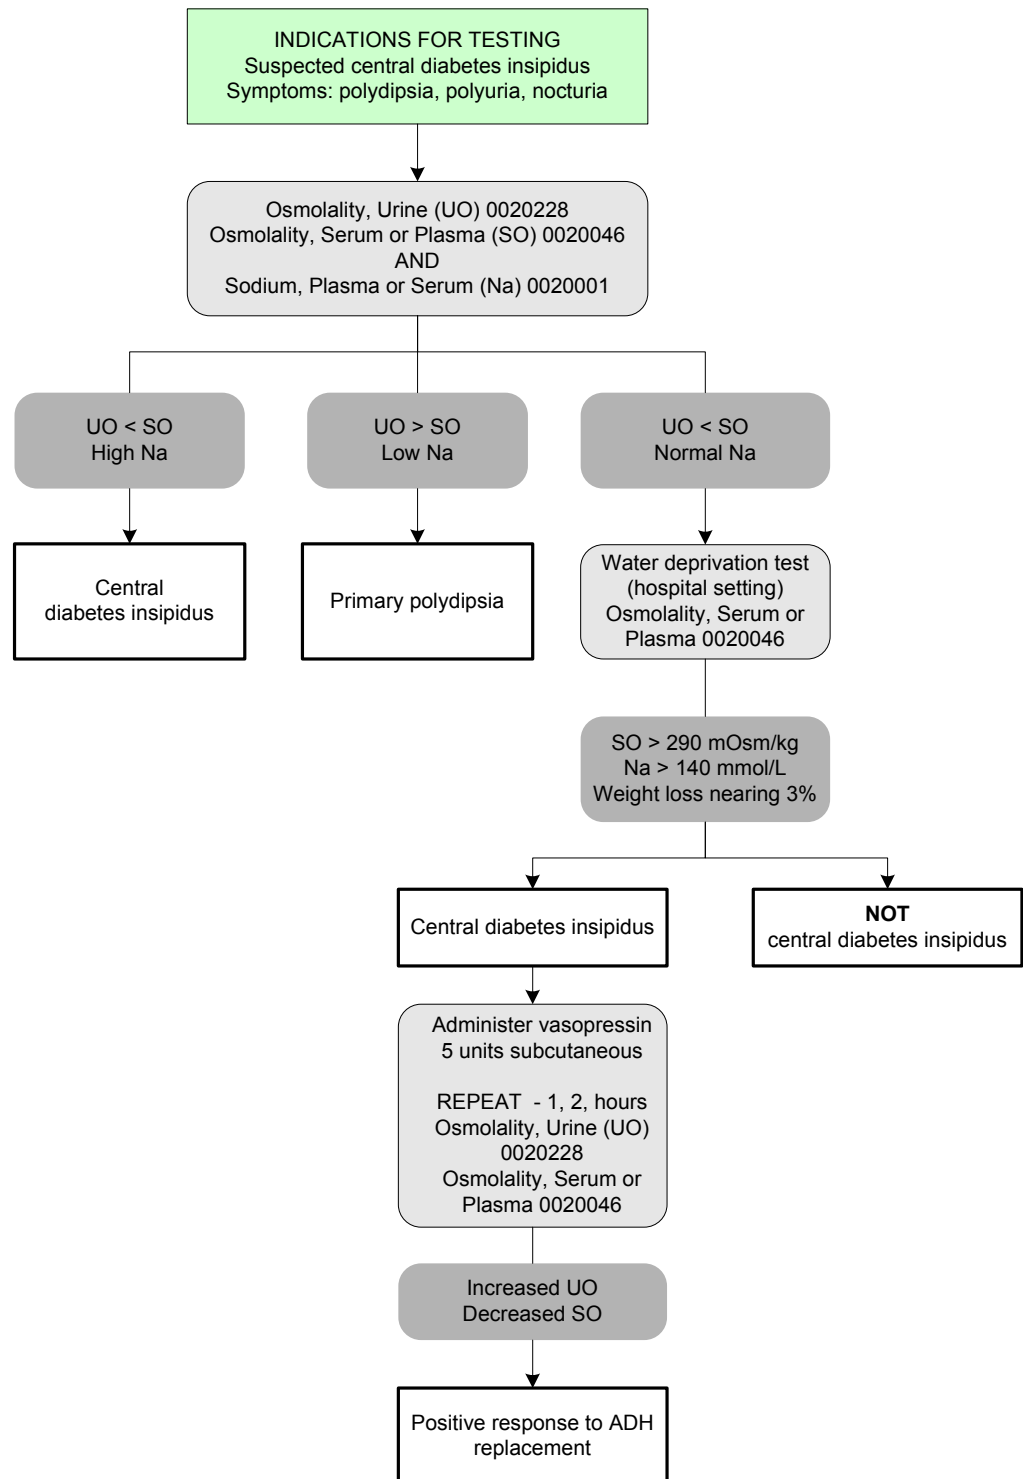 INDICATIONS FOR TESTING
Suspected central diabetes insipidus
Symptoms: polydipsia, polyuria, nocturia
Osmolality, Urine (UO) 0020228
Osmolality, Serum or Plasma (SO) 0020046
AND
Sodium, Plasma or Serum (Na) 0020001
UO < SO
High Na
UO > SO
Low Na
UO < SO
Normal Na
Central
diabetes insipidus
Primary polydipsia
Water deprivation test
(hospital setting)
Osmolality, Serum or
Plasma 0020046
SO > 290 mOsm/kg
Na > 140 mmol/L
Weight loss nearing 3%
Central diabetes insipidus
NOT
central diabetes insipidus
Administer vasopressin
5 units subcutaneous
REPEAT - 1, 2, hours
Osmolality, Urine (UO)
0020228
Osmolality, Serum or
Plasma 0020046
Increased UO
Decreased SO
Positive response to ADH
replacement